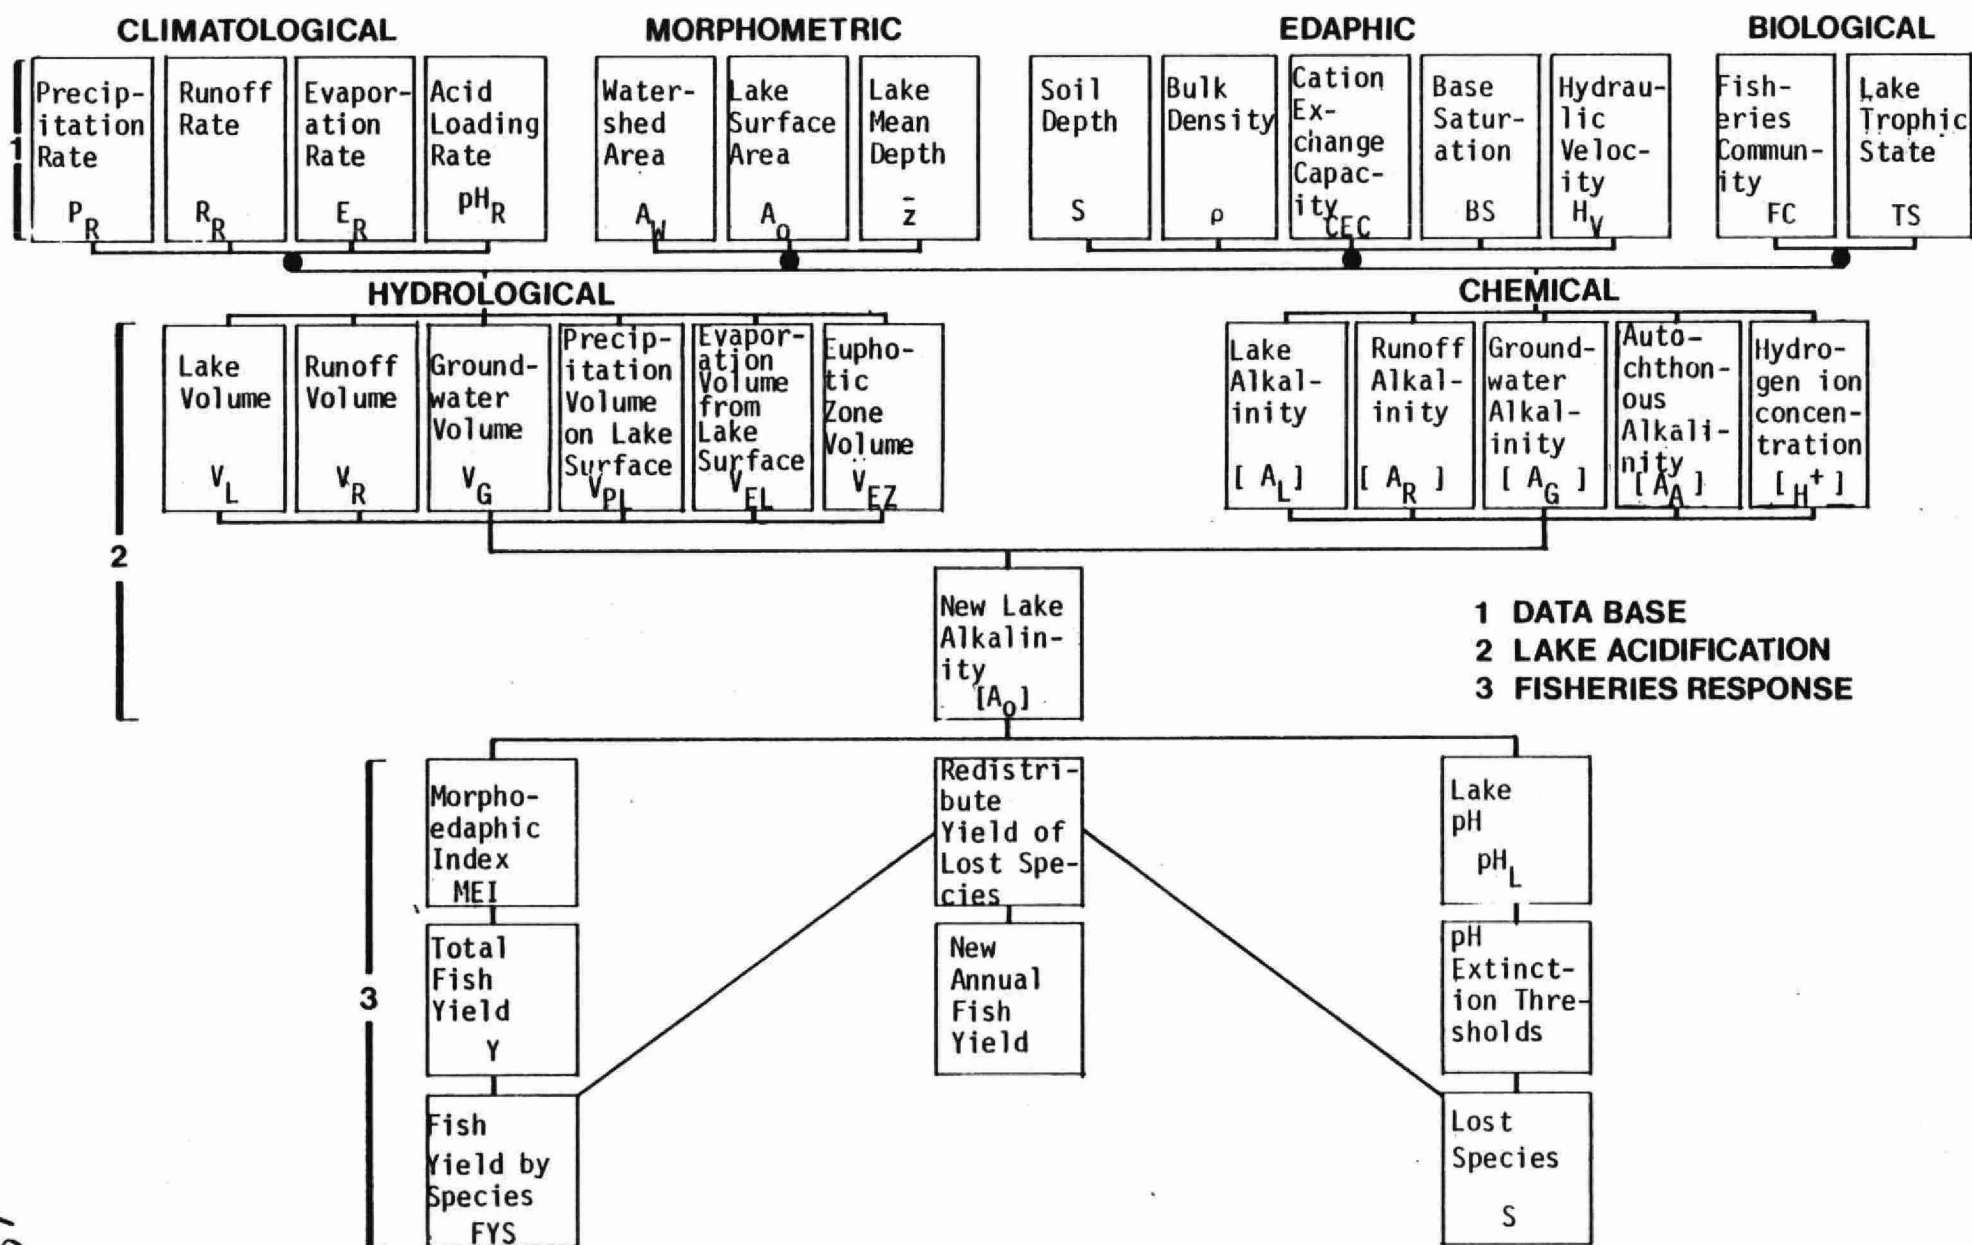 CLIMATOLOGICAL
MORPHOMETRIC
EDAPHIC
BIOLOGICAL
1
Precip-
itation
Rate
P_R
Runoff
Rate
R_R
Evapor-
ation
Rate
E_R
Acid
Loading
Rate
pH_R
Water-
shed
Area
A_W
Lake
Surface
Area
A_o
Lake
Mean
Depth
z̄
Soil
Depth
S
Bulk
Density
ρ
Cation
Ex-
change
Capac-
ity
CEC
Base
Satur-
ation
BS
Hydrau-
lic
Veloc-
ity
H_V
Fish-
eries
Commun-
ity
FC
Lake
Trophic
State
TS
HYDROLOGICAL
CHEMICAL
2
Lake
Volume
V_L
Runoff
Volume
V_R
Ground-
water
Volume
V_G
Precip-
itation
Volume
on Lake
Surface
V_PL
Evapor-
ation
Volume
from
Lake
Surface
V_EL
Eupho-
tic
Zone
Volume
V_EZ
Lake
Alkal-
inity
[ A_L ]
Runoff
Alkal-
inity
[ A_R ]
Ground-
water
Alkal-
inity
[ A_G ]
Auto-
chthon-
ous
Alkali-
nity
[ A_A ]
Hydro-
gen ion
concen-
tration
[ H+ ]
New Lake
Alkalin-
ity
[A_o]
1 DATA BASE
2 LAKE ACIDIFICATION
3 FISHERIES RESPONSE
3
Morpho-
edaphic
Index
MEI
Total
Fish
Yield
Y
Fish
Yield by
Species
FYS
Redistri-
bute
Yield of
Lost Spe-
cies
New
Annual
Fish
Yield
Lake
pH
pH_L
pH
Extinct-
ion Thre-
sholds
Lost
Species
S